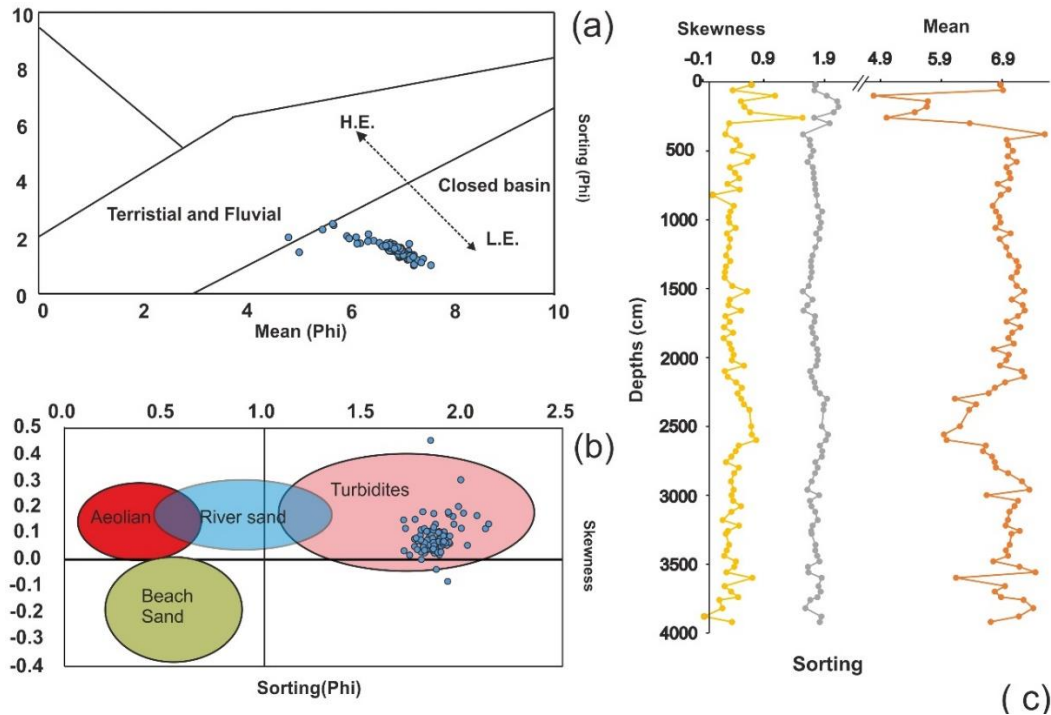 (a)
10
8
6
4
2
0
Sorting (Phi)
H.E.
Closed basin
Terristial and Fluvial
L.E.
0 2 4 6 8 10
Mean (Phi)
0.0 0.5 1.0 1.5 2.0 2.5
(b)
0.5
0.4
0.3
0.2
0.1
0.0
-0.1
-0.2
-0.3
-0.4
Turbidites
Aeolian
River sand
Beach
Sand
Skewness
Sorting(Phi)
Skewness Mean
-0.1 0.9 1.9 4.9 5.9 6.9
0
500
1000
1500
2000
2500
3000
3500
4000
Depths (cm)
Sorting
( c)